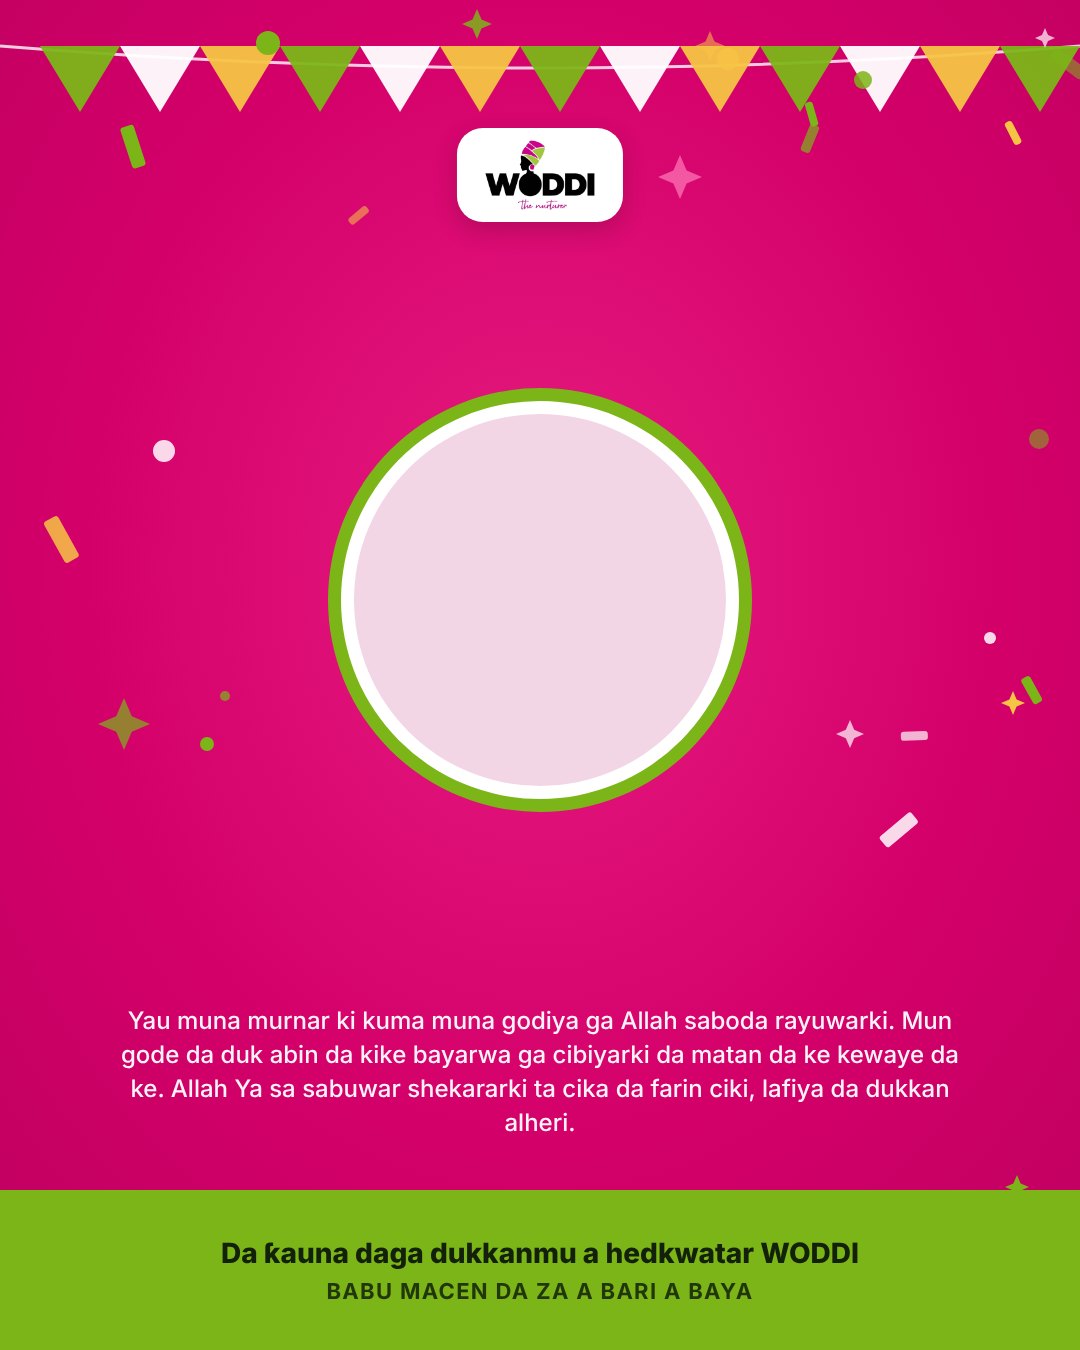 WODDI
the nurturer
Yau muna murnar ki kuma muna godiya ga Allah saboda rayuwarki. Mun
gode da duk abin da kike bayarwa ga cibiyarki da matan da ke kewaye da
ke. Allah Ya sa sabuwar shekararki ta cika da farin ciki, lafiya da dukkan
alheri.
Da ƙauna daga dukkanmu a hedkwatar WODDI
BABU MACEN DA ZA A BARI A BAYA